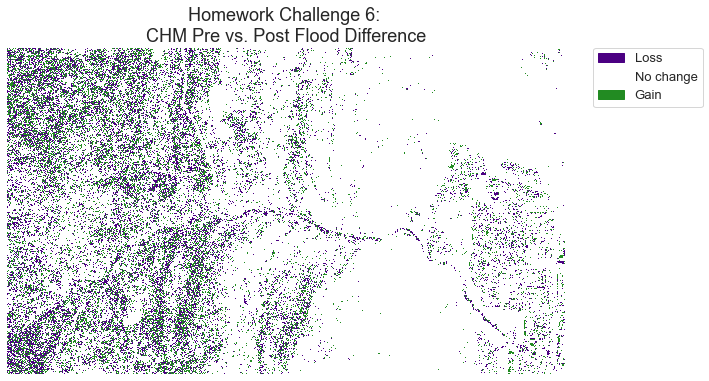 Homework Challenge 6:
CHM Pre vs. Post Flood Difference
Loss
No change
Gain